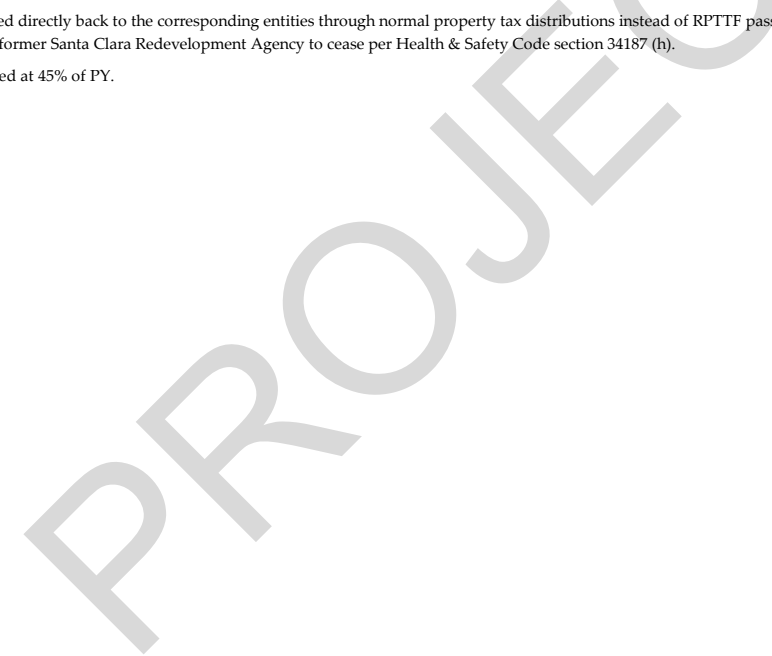 ed directly back to the corresponding entities through normal property tax distributions instead of RPTTF pass
former Santa Clara Redevelopment Agency to cease per Health & Safety Code section 34187 (h).
ed at 45% of PY.
PROJEC